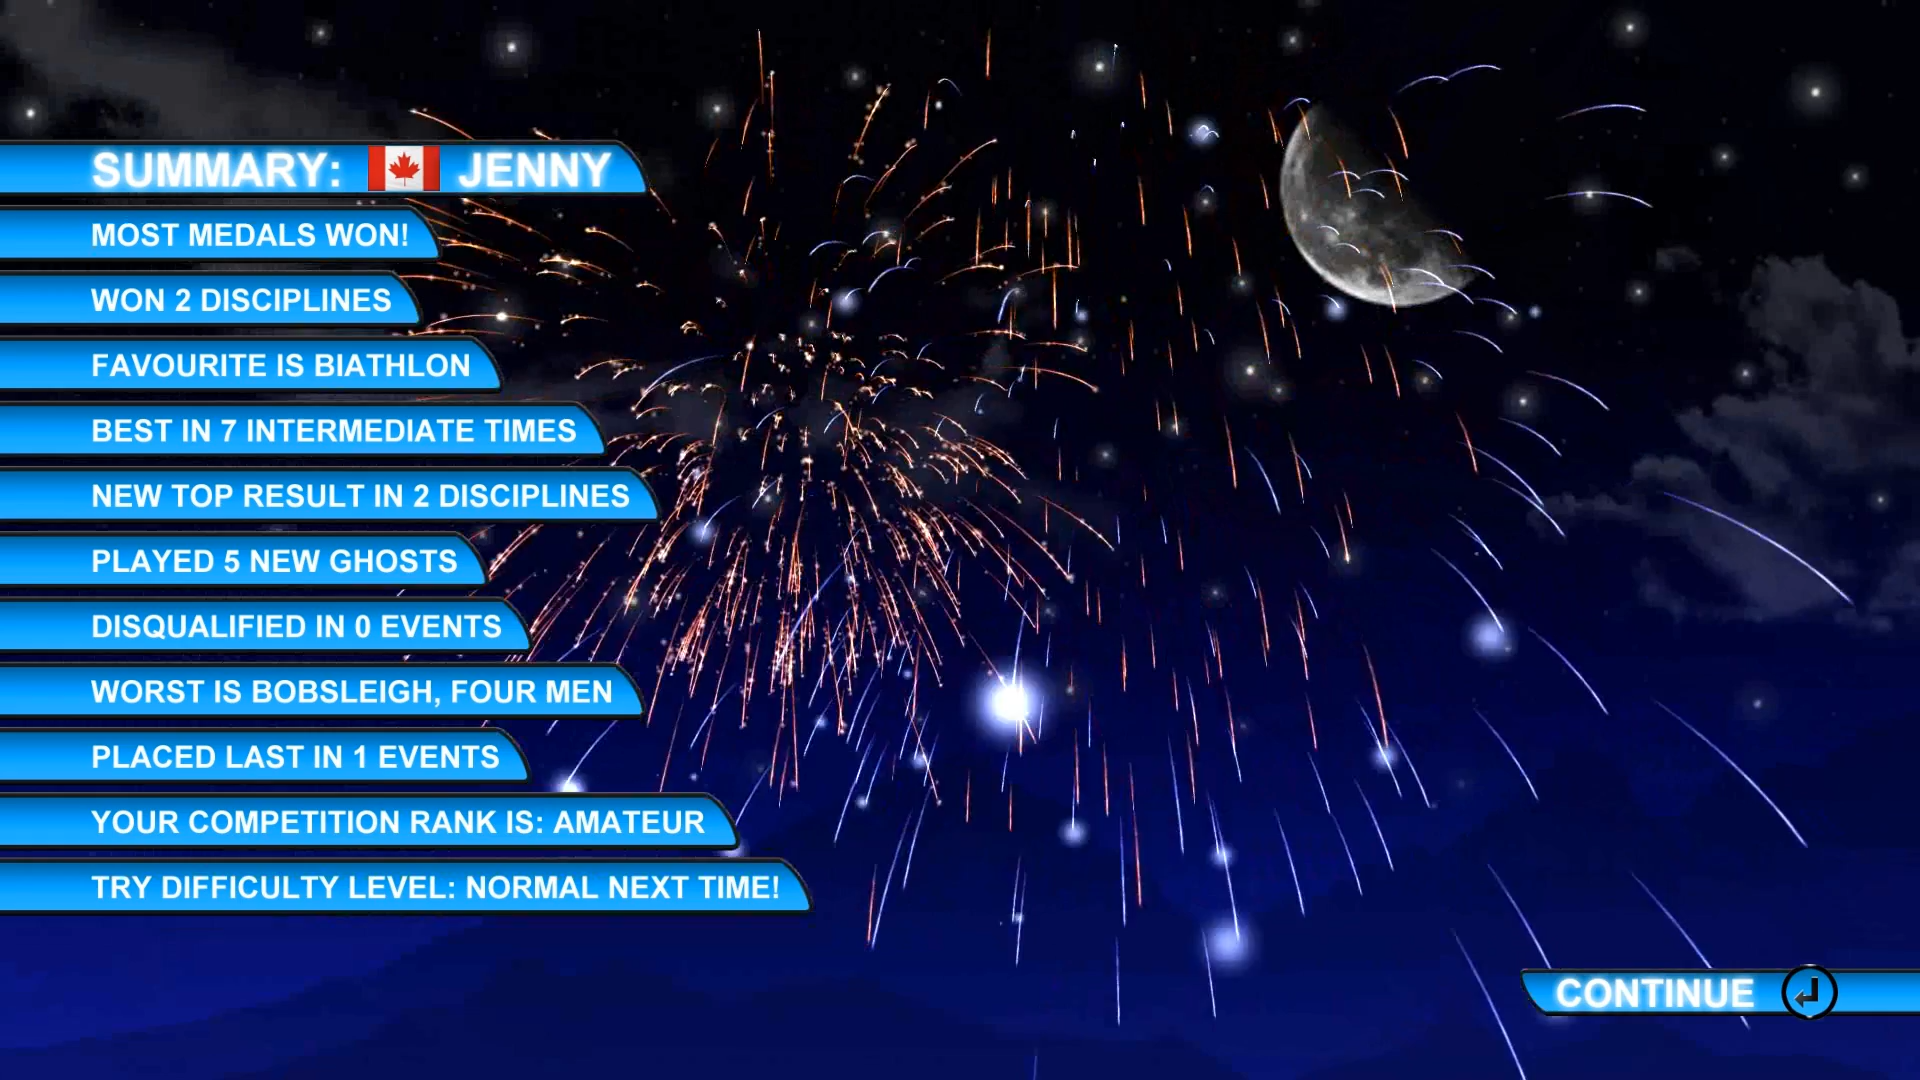 SUMMARY: JENNY
MOST MEDALS WON!
WON 2 DISCIPLINES
FAVOURITE IS BIATHLON
BEST IN 7 INTERMEDIATE TIMES
NEW TOP RESULT IN 2 DISCIPLINES
PLAYED 5 NEW GHOSTS
DISQUALIFIED IN 0 EVENTS
WORST IS BOBSLEIGH, FOUR MEN
PLACED LAST IN 1 EVENTS
YOUR COMPETITION RANK IS: AMATEUR
TRY DIFFICULTY LEVEL: NORMAL NEXT TIME!
CONTINUE